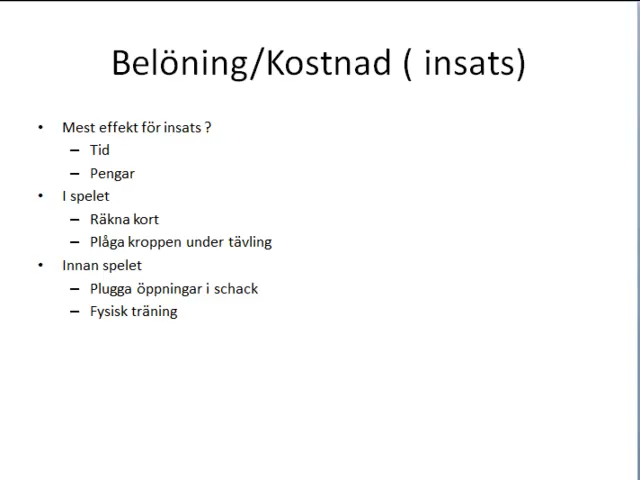 Belöning/Kostnad ( insats)
• Mest effekt för insats ?
– Tid
– Pengar
• I spelet
– Räkna kort
– Plåga kroppen under tävling
• Innan spelet
– Plugga öppningar i schack
– Fysisk träning